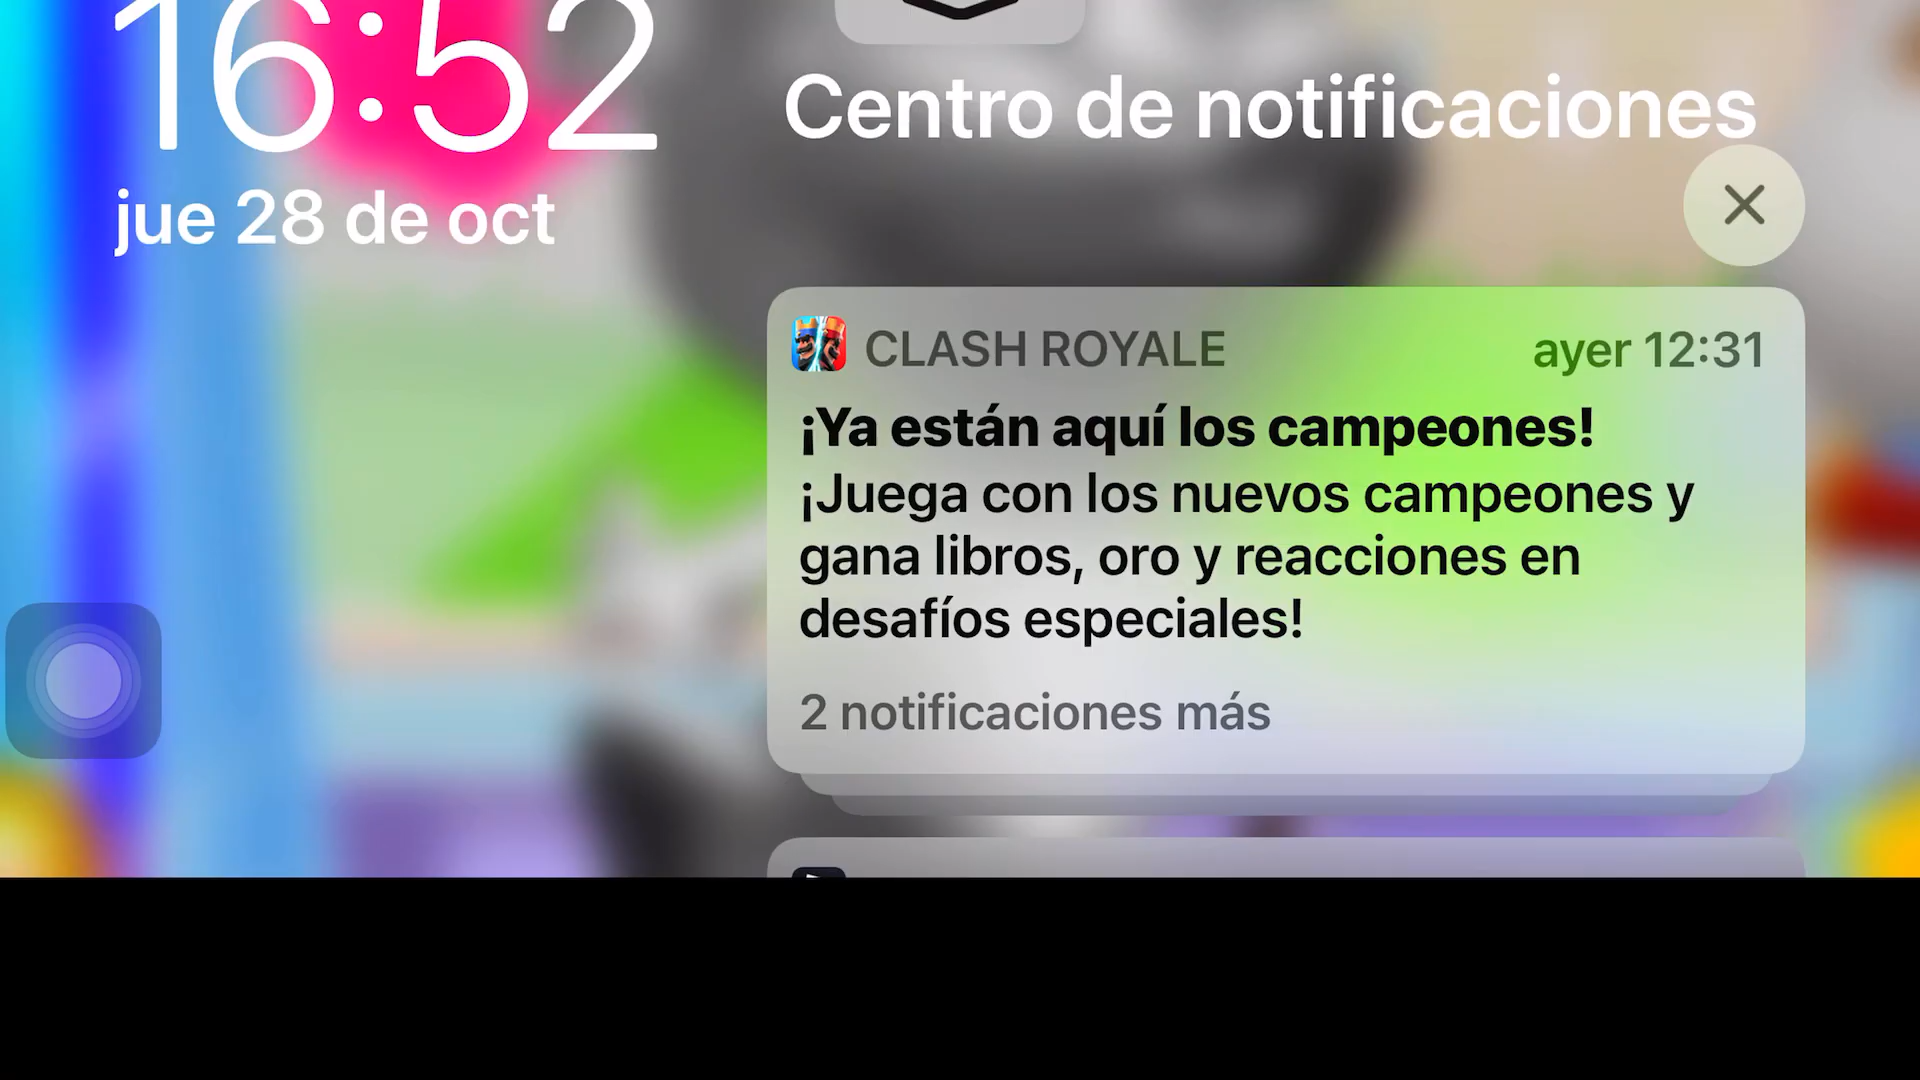 16:52
jue 28 de oct
Centro de notificaciones
CLASH ROYALE
ayer 12:31
¡Ya están aquí los campeones!
¡Juega con los nuevos campeones y
gana libros, oro y reacciones en
desafíos especiales!
2 notificaciones más